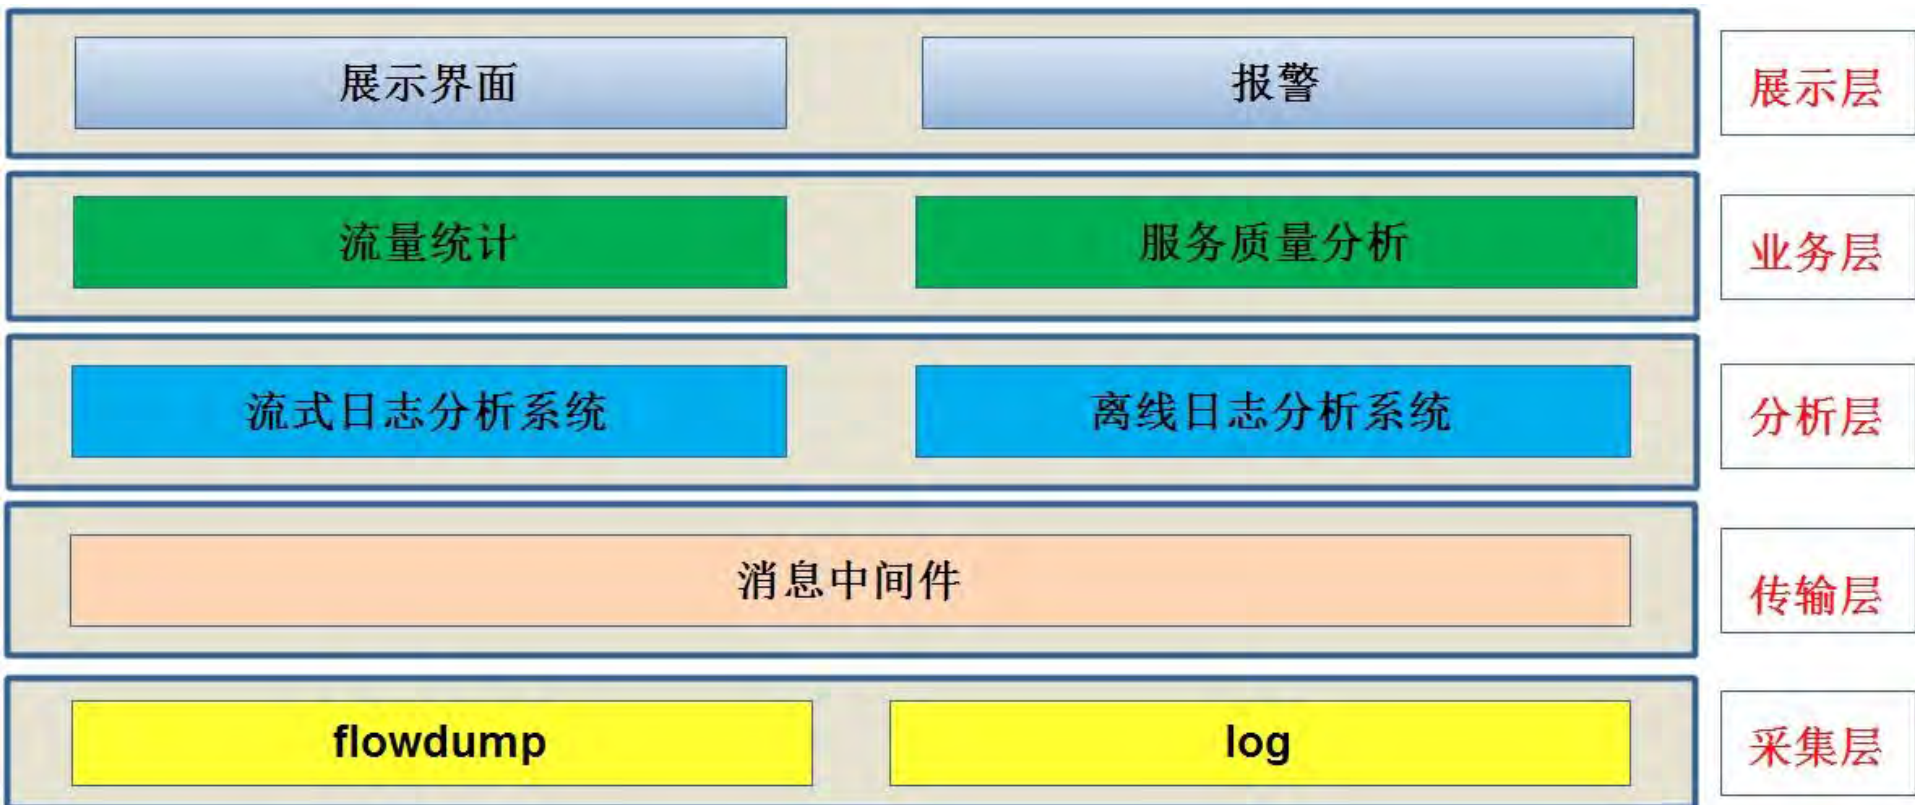 展示界面
报警
展示层
流量统计
服务质量分析
业务层
流式日志分析系统
离线日志分析系统
分析层
消息中间件
传输层
flowdump
log
采集层